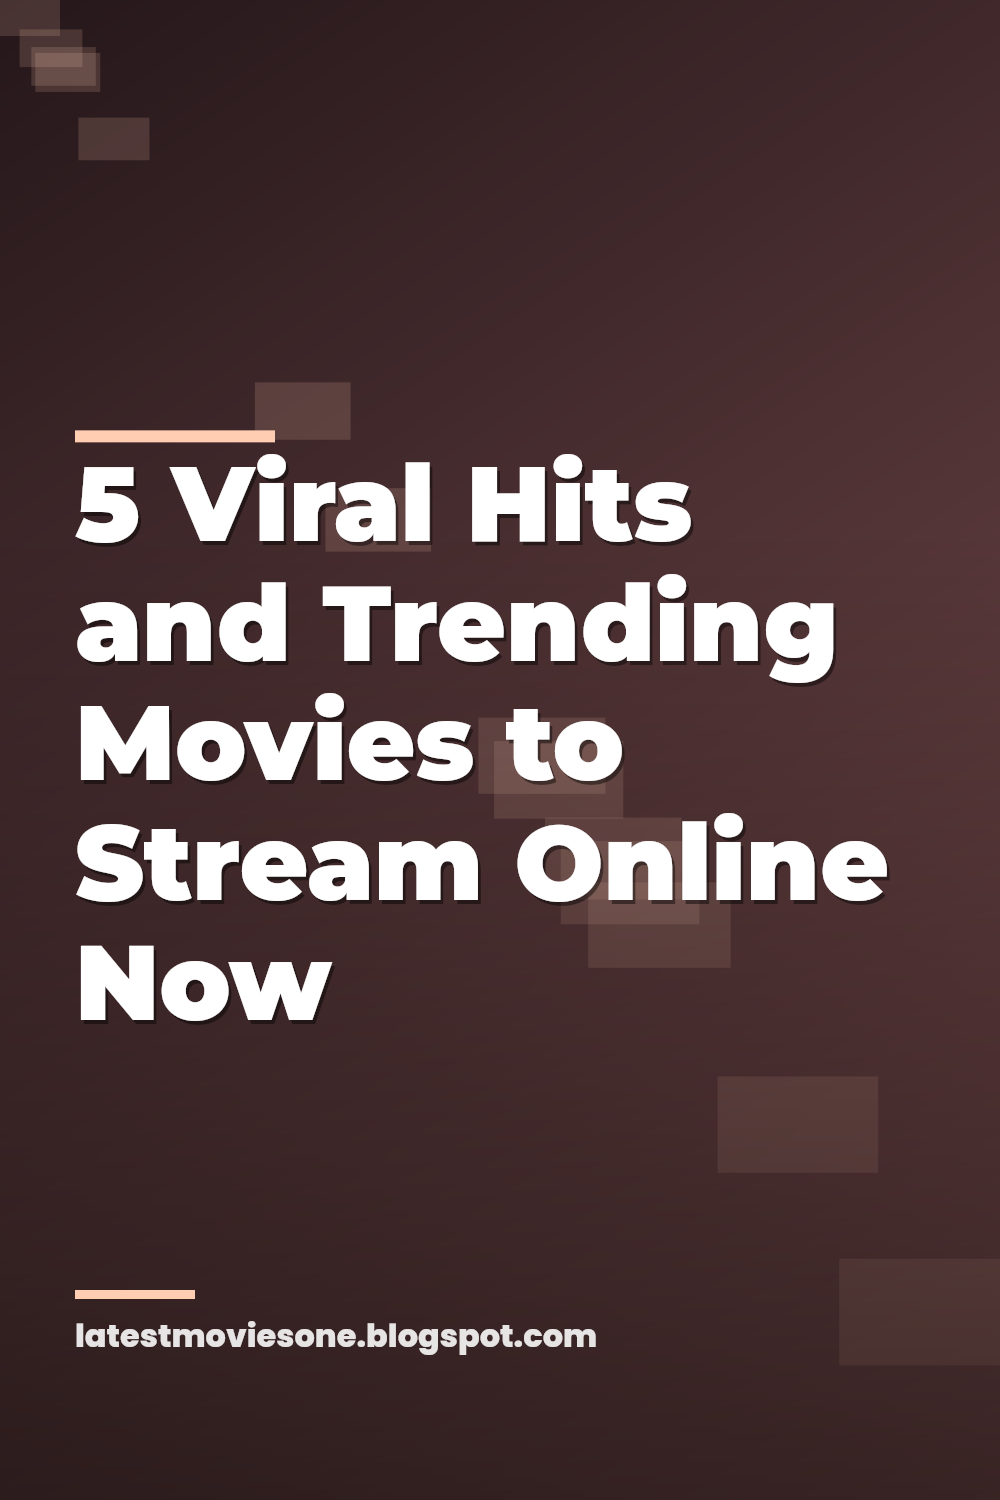 5 Viral Hits
and Trending
Movies to
Stream Online
Now
latestmoviesone.blogspot.com